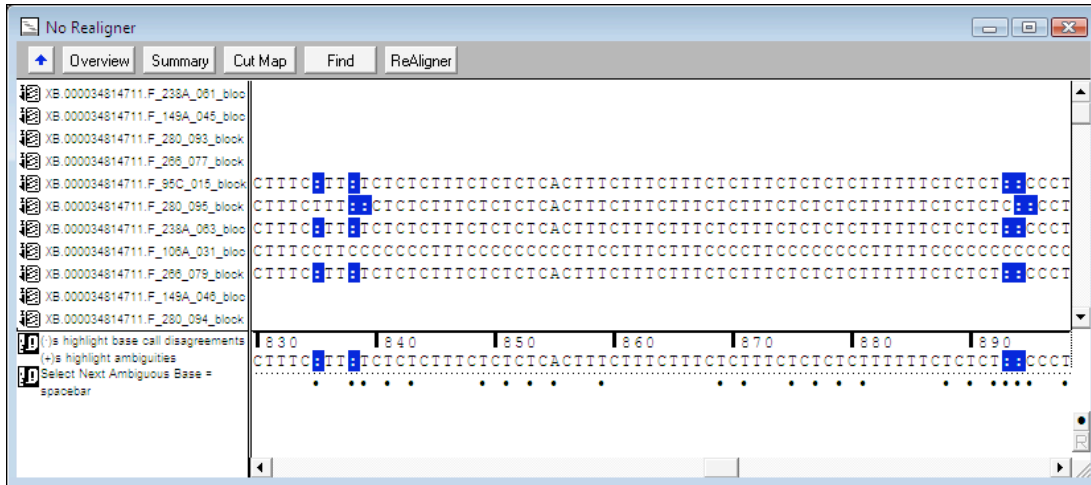 No Realigner
Overview Summary Cut Map Find ReAligner
XB.000034814711.F_238A_061_bloc
XB.000034814711.F_149A_045_bloc
XB.000034814711.F_280_093_block
XB.000034814711.F_266_077_block
XB.000034814711.F_95C_015_block CTTTC:TT:TCTCTCTTTCTCTCTCACTTTCTTTCTTTCTCTTTCTCTCTCTTTTTTCTCTCT::CCCT
XB.000034814711.F_280_095_block CTTTCTTT::CTCTCTTTCTCTCTCACTTTCTTTCTTTCTCTTTCTCTCTCTTTTTTCTCTCTC::CCT
XB.000034814711.F_238A_063_bloc CTTTC:TT:TCTCTCTTTCTCTCTCACTTTCTTTCTTTCTCTTTCTCTCTCTTTTTTCTCTCT::CCCT
XB.000034814711.F_106A_031_bloc CTTTCCTTCCCCCCCTTTCCCCCCCCCTTCCTTTCTTTCCCCTTCCCCCCCCTTTTTCCCCCCCCCCCC
XB.000034814711.F_266_079_block CTTTC:TT:TCTCTCTTTCTCTCTCACTTTCTTTCTTTCTCTTTCTCTCTCTTTTTTCTCTCT::CCCT
XB.000034814711.F_149A_046_bloc
XB.000034814711.F_280_094_block
(·)s highlight base call disagreements 830 840 850 860 870 880 890
(+)s highlight ambiguities CTTTC:TT:TCTCTCTTTCTCTCTCACTTTCTTTCTTTCTCTTTCTCTCTCTTTTTTCTCTCT::CCCT
Select Next Ambiguous Base =
spacebar
R